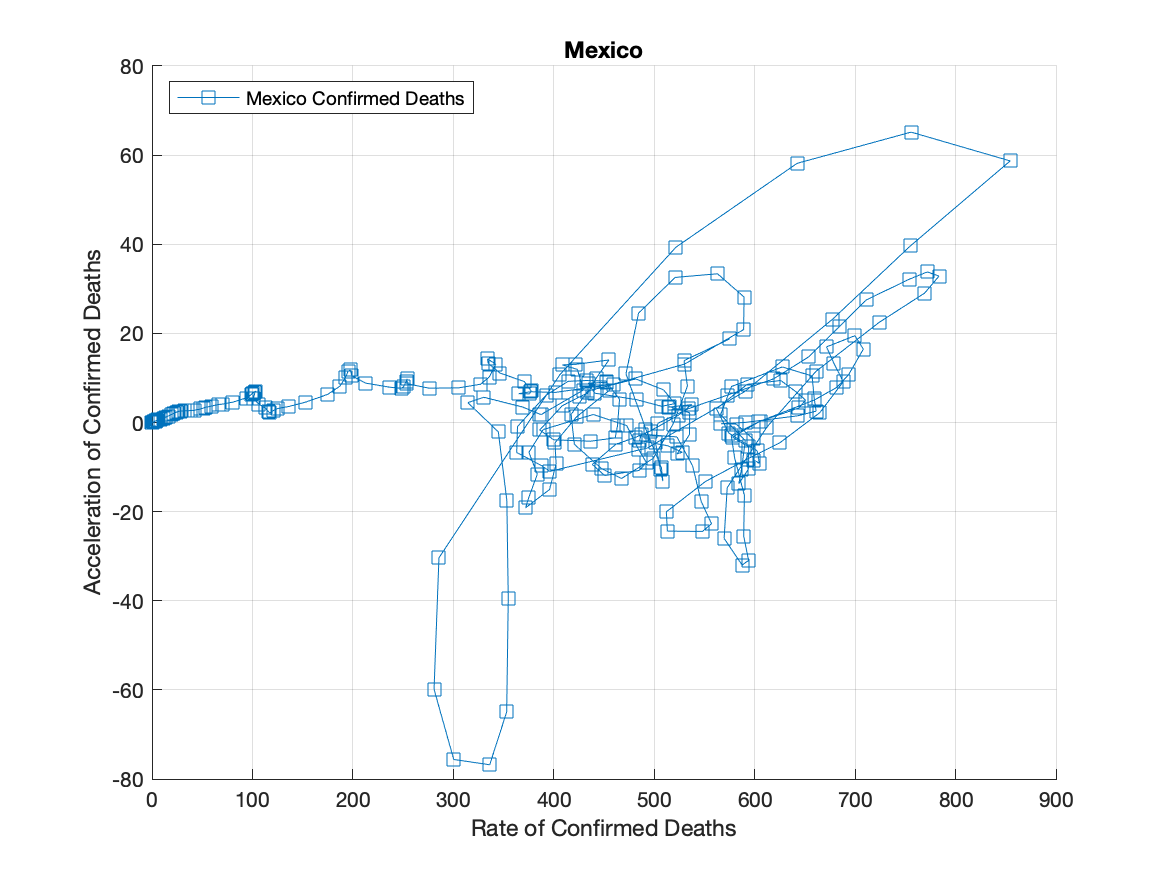 Mexico
Mexico Confirmed Deaths
80
60
40
20
0
-20
-40
-60
-80
Acceleration of Confirmed Deaths
0 100 200 300 400 500 600 700 800 900
Rate of Confirmed Deaths